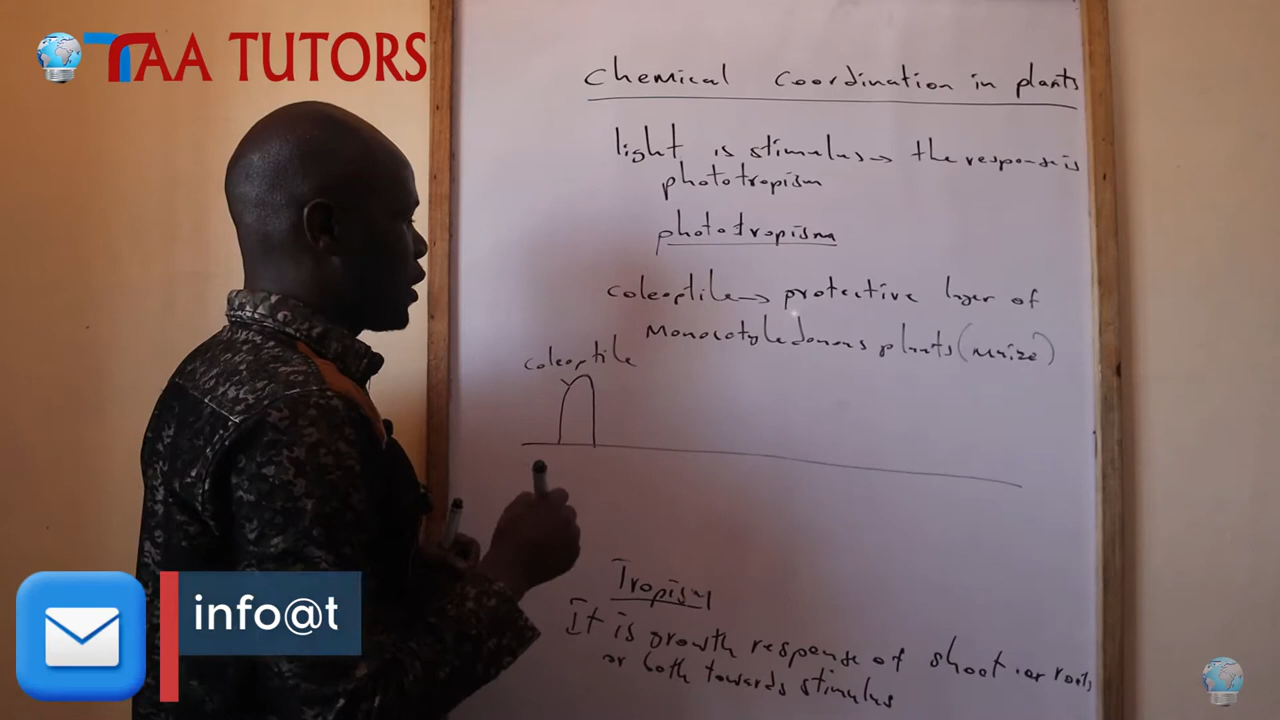 TAA TUTORS
Chemical Coordination in plants
light is stimulus → the response is
phototropism
phototropism
coleoptile → protective layer of
Monocotyledonous plants (maize)
coleoptile
Tropism
It is growth response of shoot or roots
or both towards stimulus
info@t